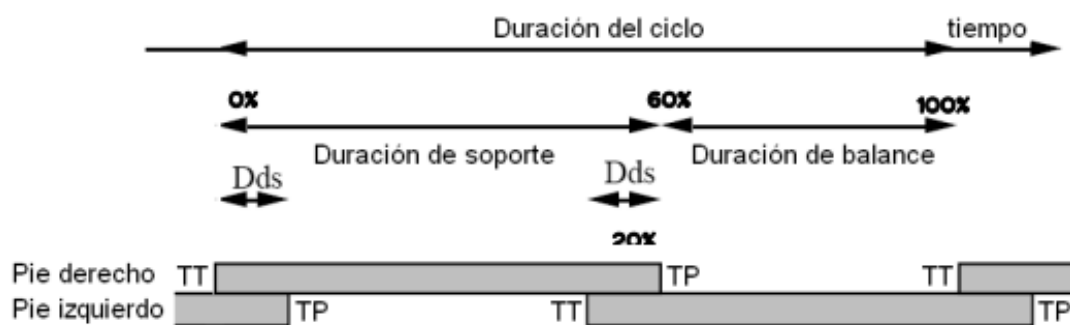 Duración del ciclo tiempo
0% 60% 100%
Duración de soporte Duración de balance
Dds Dds
20%
Pie derecho TT TP TT
Pie izquierdo TP TT TP